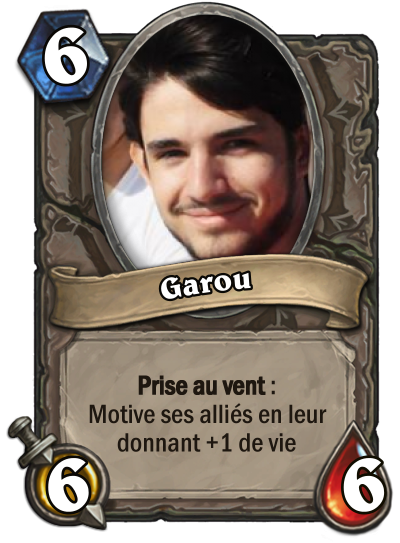 6
Garou
Prise au vent :
Motive ses alliés en leur
donnant +1 de vie
6
6